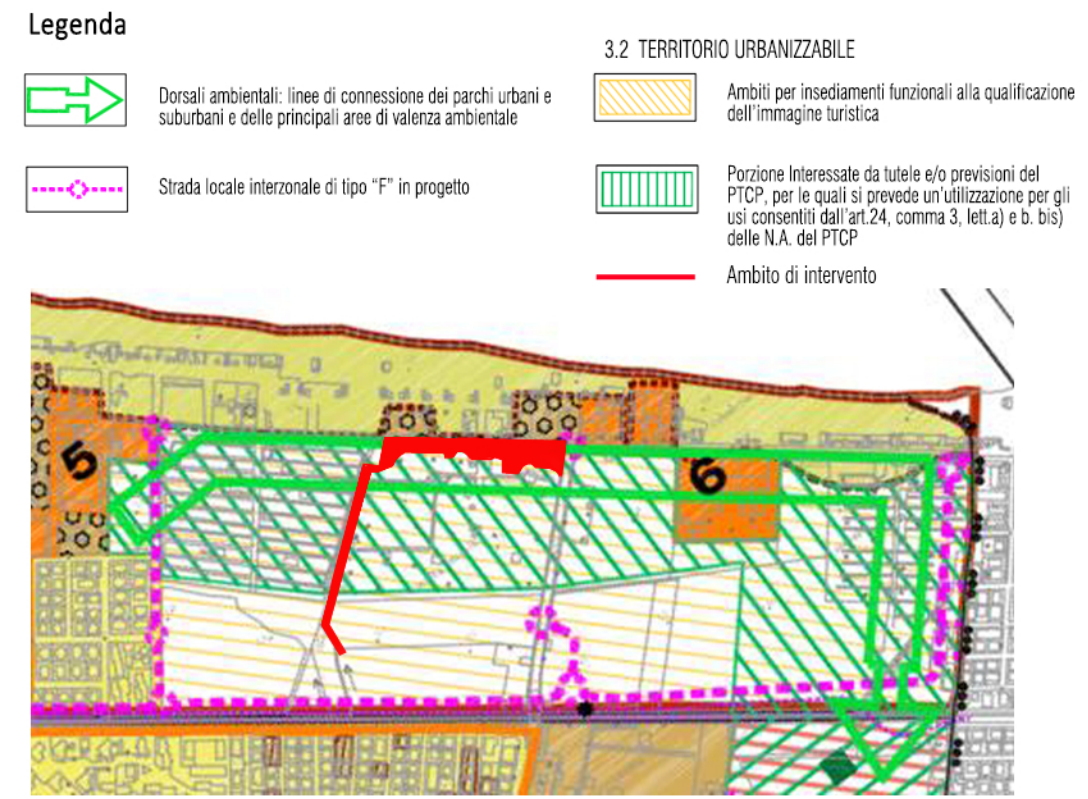 Legenda
Dorsali ambientali: linee di connessione dei parchi urbani e
suburbani e delle principali aree di valenza ambientale
Strada locale interzonale di tipo “F” in progetto
3.2 TERRITORIO URBANIZZABILE
Ambiti per insediamenti funzionali alla qualificazione
dell'immagine turistica
Porzione Interessate da tutele e/o previsioni del
PTCP, per le quali si prevede un'utilizzazione per gli
usi consentiti dall'art.24, comma 3, lett.a) e b. bis)
delle N.A. del PTCP
Ambito di intervento
5
6